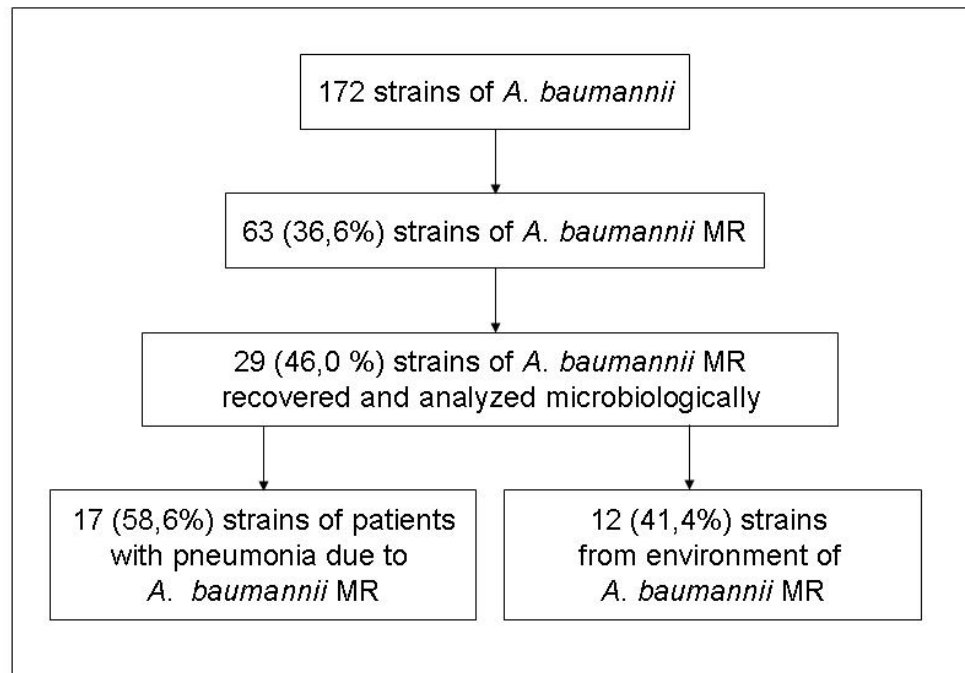 172 strains of A. baumannii
63 (36,6%) strains of A. baumannii MR
29 (46,0 %) strains of A. baumannii MR
recovered and analyzed microbiologically
17 (58,6%) strains of patients
with pneumonia due to
A. baumannii MR
12 (41,4%) strains
from environment of
A. baumannii MR